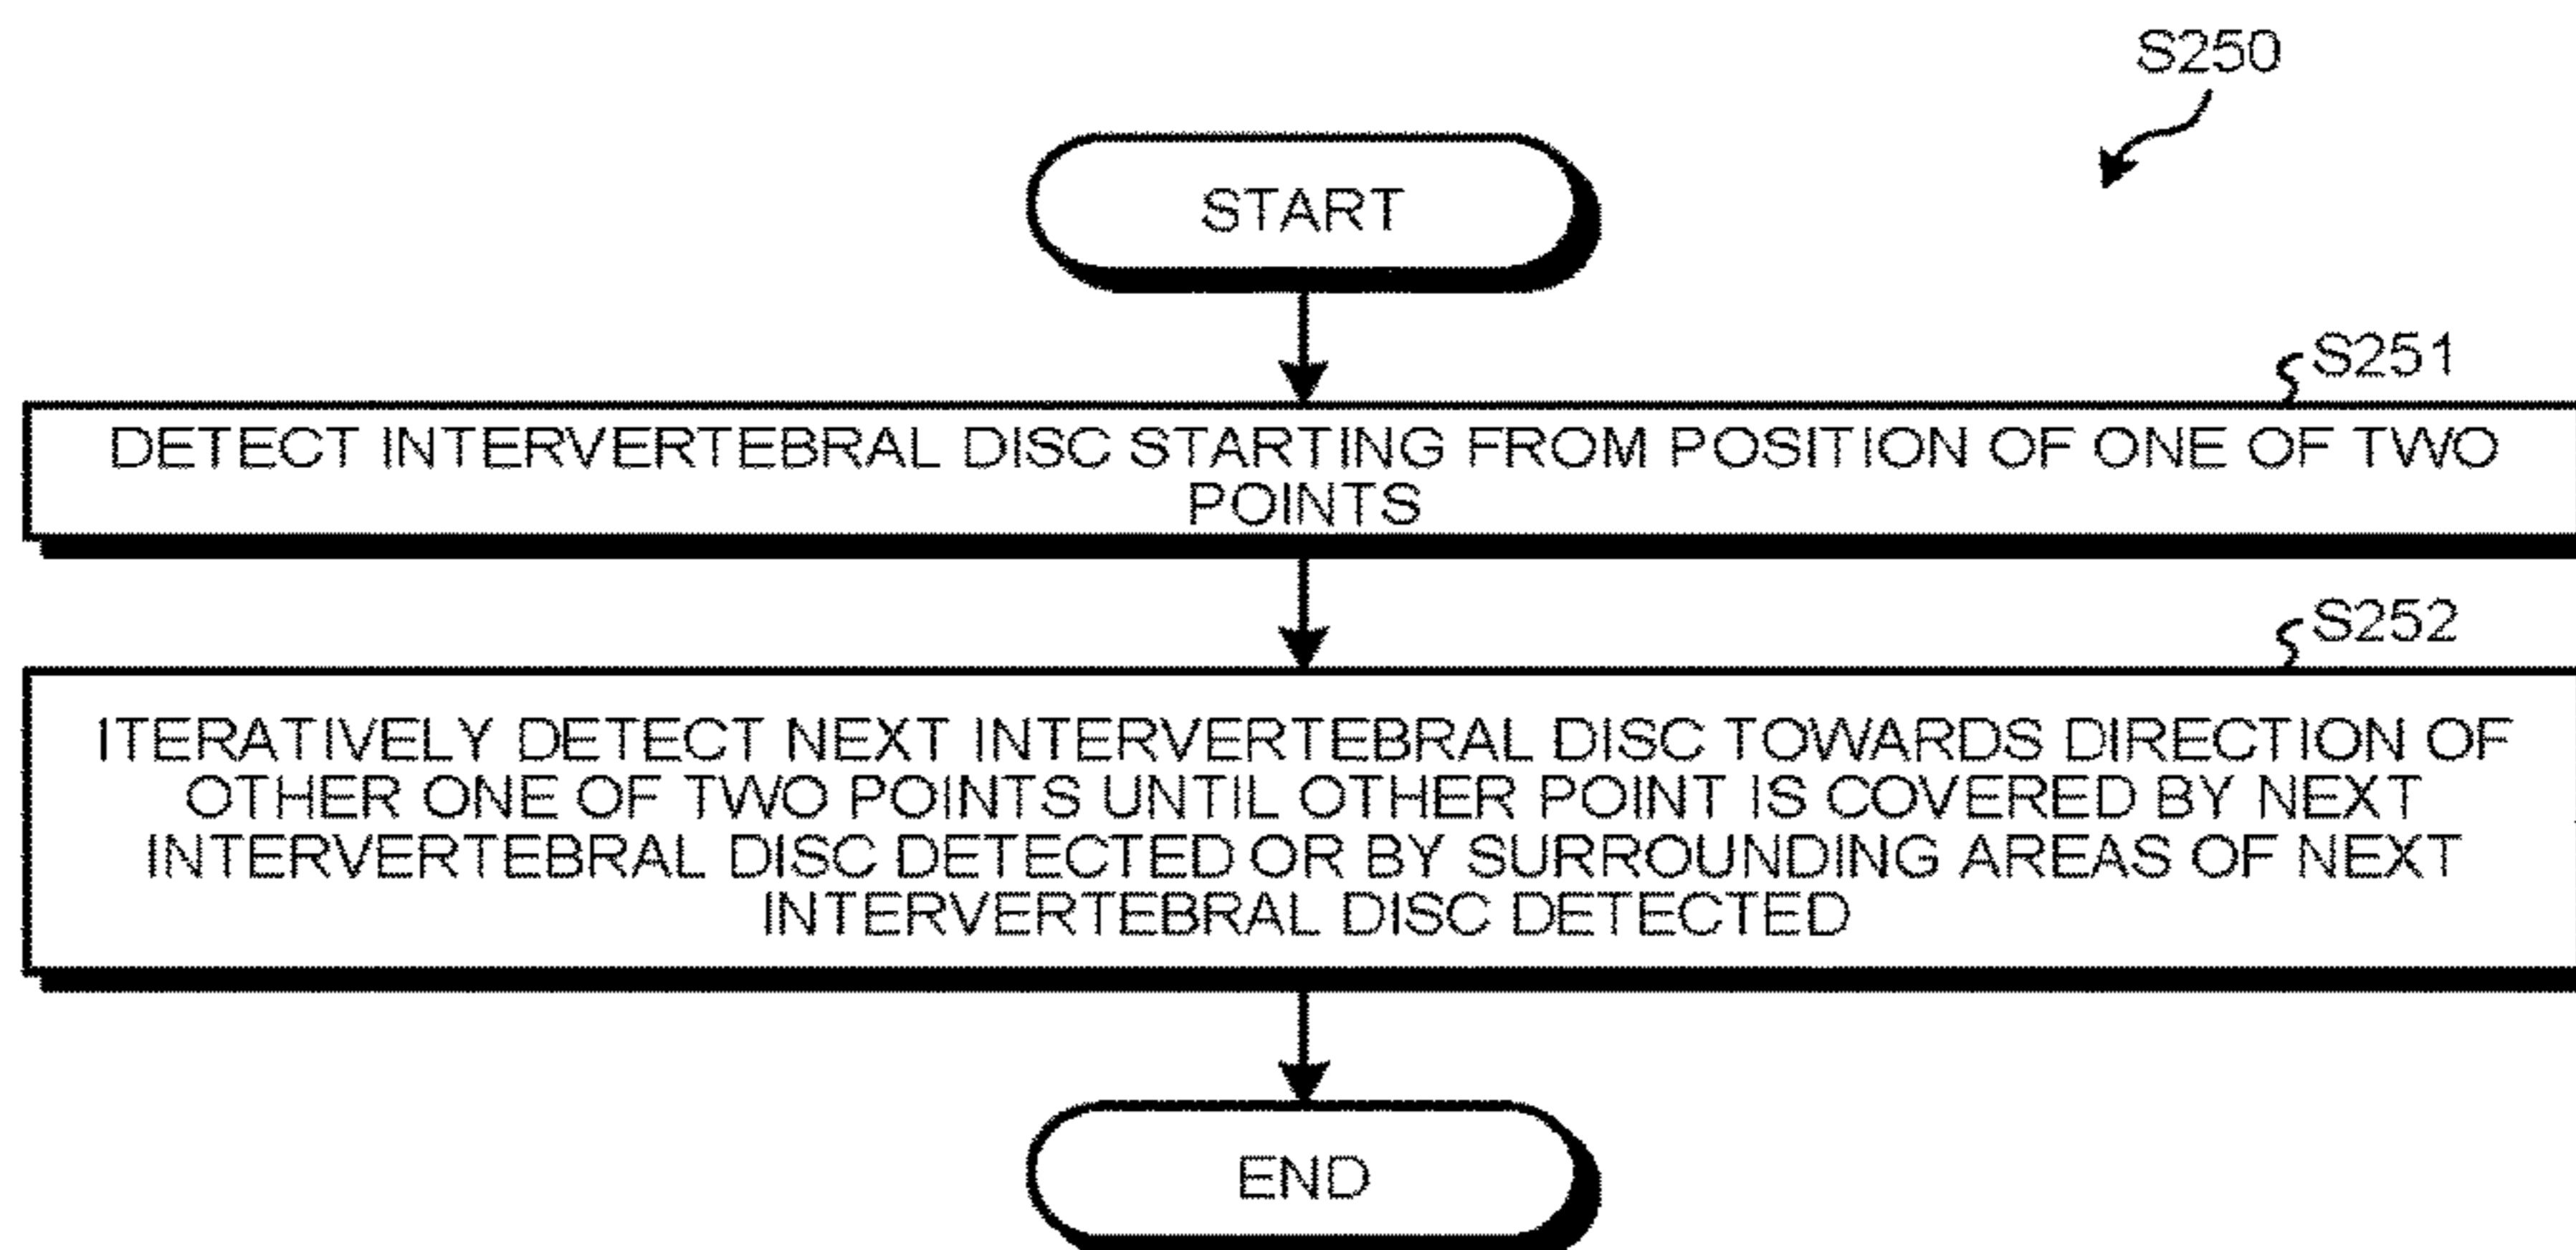 S250
START
S251
DETECT INTERVERTEBRAL DISC STARTING FROM POSITION OF ONE OF TWO
POINTS
S252
ITERATIVELY DETECT NEXT INTERVERTEBRAL DISC TOWARDS DIRECTION OF
OTHER ONE OF TWO POINTS UNTIL OTHER POINT IS COVERED BY NEXT
INTERVERTEBRAL DISC DETECTED OR BY SURROUNDING AREAS OF NEXT
INTERVERTEBRAL DISC DETECTED
END